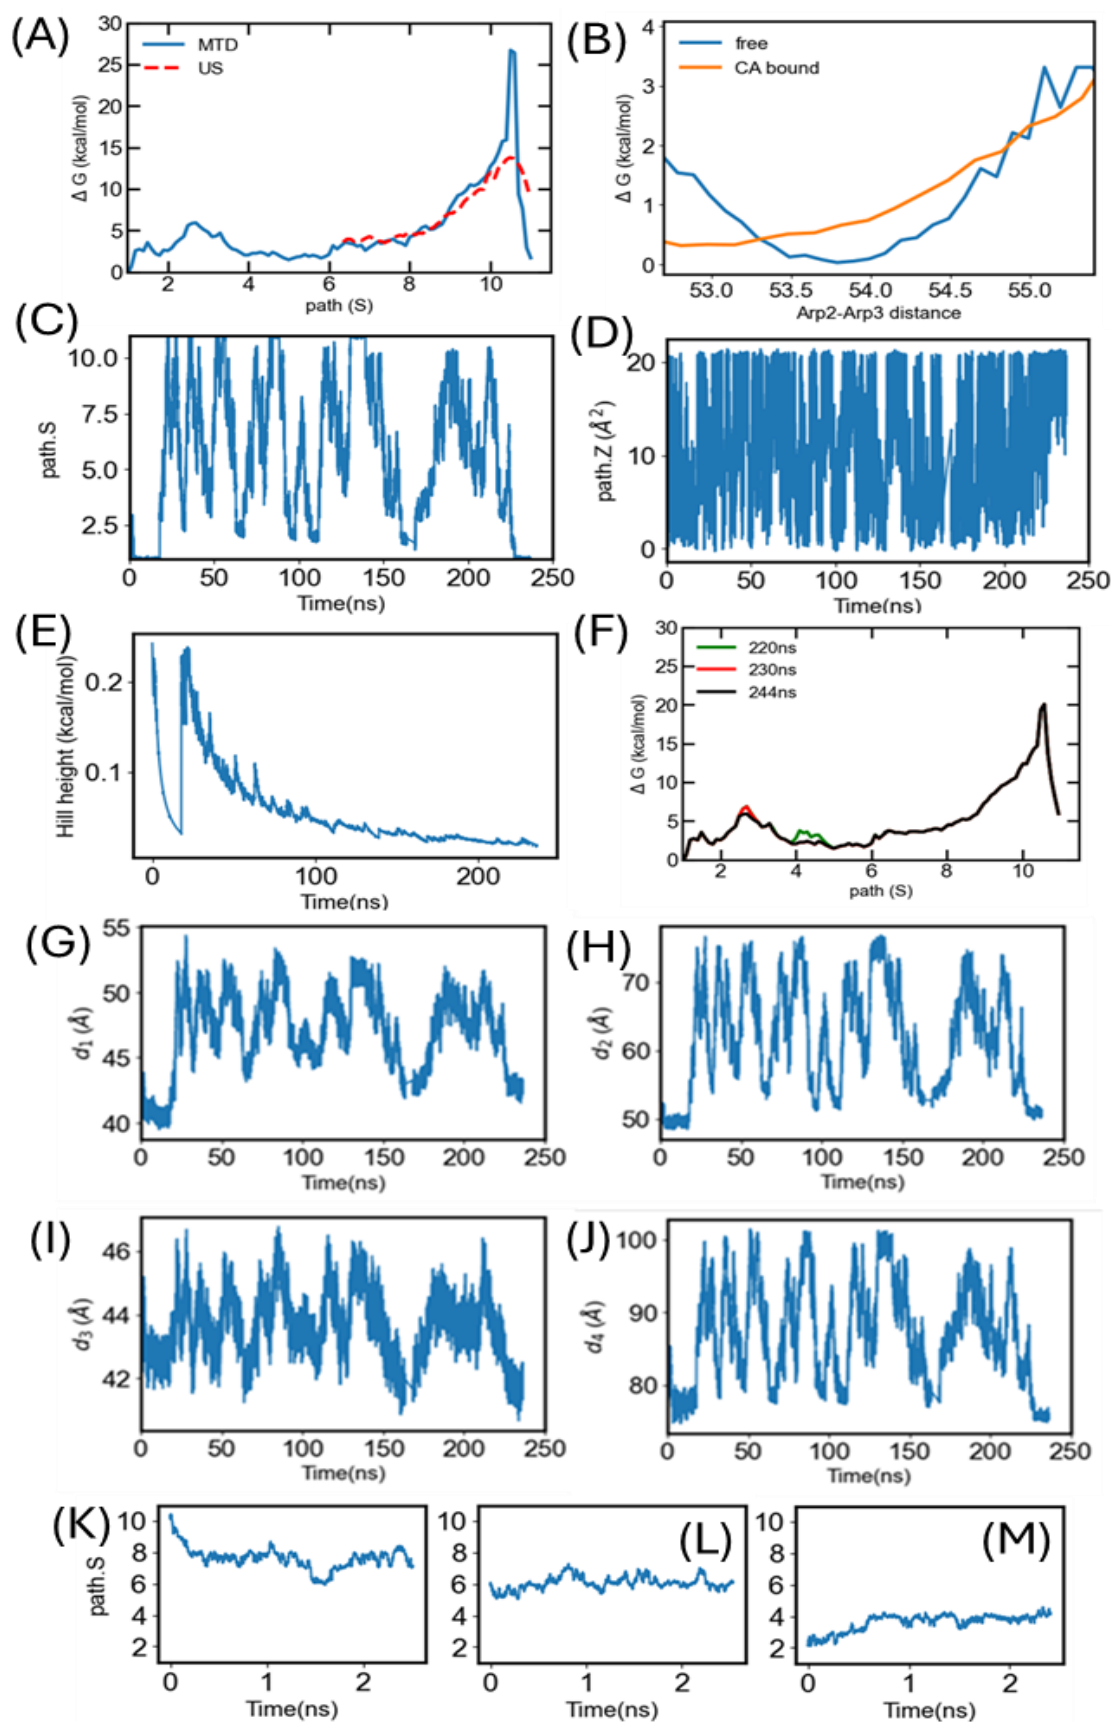 (A)
30
25
20
15
10
5
0
Δ G (kcal/mol)
MTD
US
2 4 6 8 10
path (S)
(B)
4
3
2
1
0
Δ G (kcal/mol)
free
CA bound
53.0 53.5 54.0 54.5 55.0
Arp2-Arp3 distance
(C)
10.0
7.5
5.0
2.5
path.S
0 50 100 150 200 250
Time(ns)
(D)
20
10
0
path.Z (Å²)
0 50 100 150 200 250
Time(ns)
(E)
0.2
0.1
Hill height (kcal/mol)
0 100 200
Time(ns)
(F)
30
25
20
15
10
5
0
Δ G (kcal/mol)
220ns
230ns
244ns
2 4 6 8 10
path (S)
(G)
55
50
45
40
d₁ (Å)
0 50 100 150 200 250
Time(ns)
(H)
70
60
50
d₂ (Å)
0 50 100 150 200 250
Time(ns)
(I)
46
44
42
d₃ (Å)
0 50 100 150 200 250
Time(ns)
(J)
100
90
80
d₄ (Å)
0 50 100 150 200 250
Time(ns)
(K)
10
8
6
4
2
path.S
0 1 2
Time(ns)
(L)
10
8
6
4
2
0 1 2
Time(ns)
(M)
10
8
6
4
2
0 1 2
Time(ns)